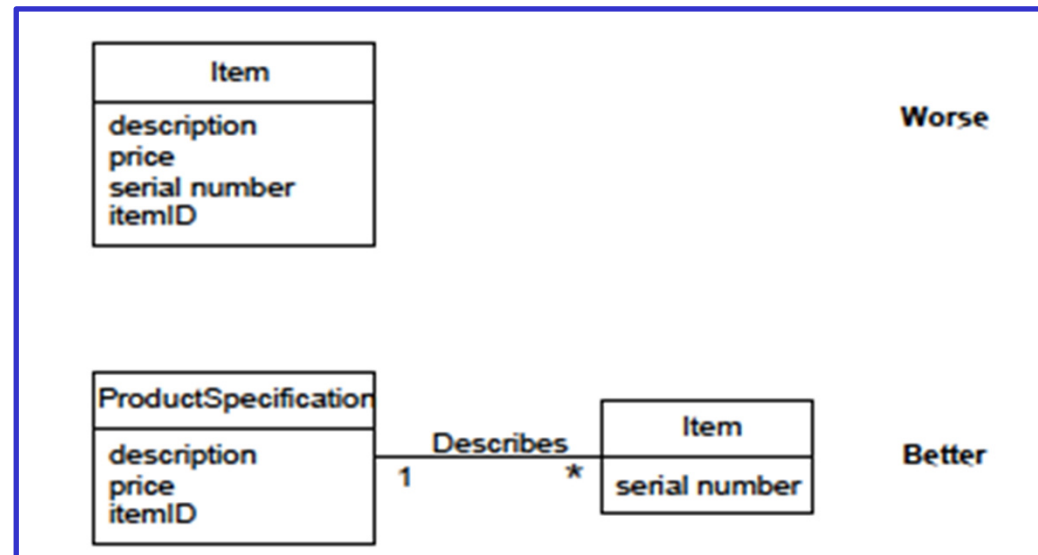 Item
description
price
serial number
itemID
Worse
ProductSpecification
description
price
itemID
Describes
1
*
Item
serial number
Better